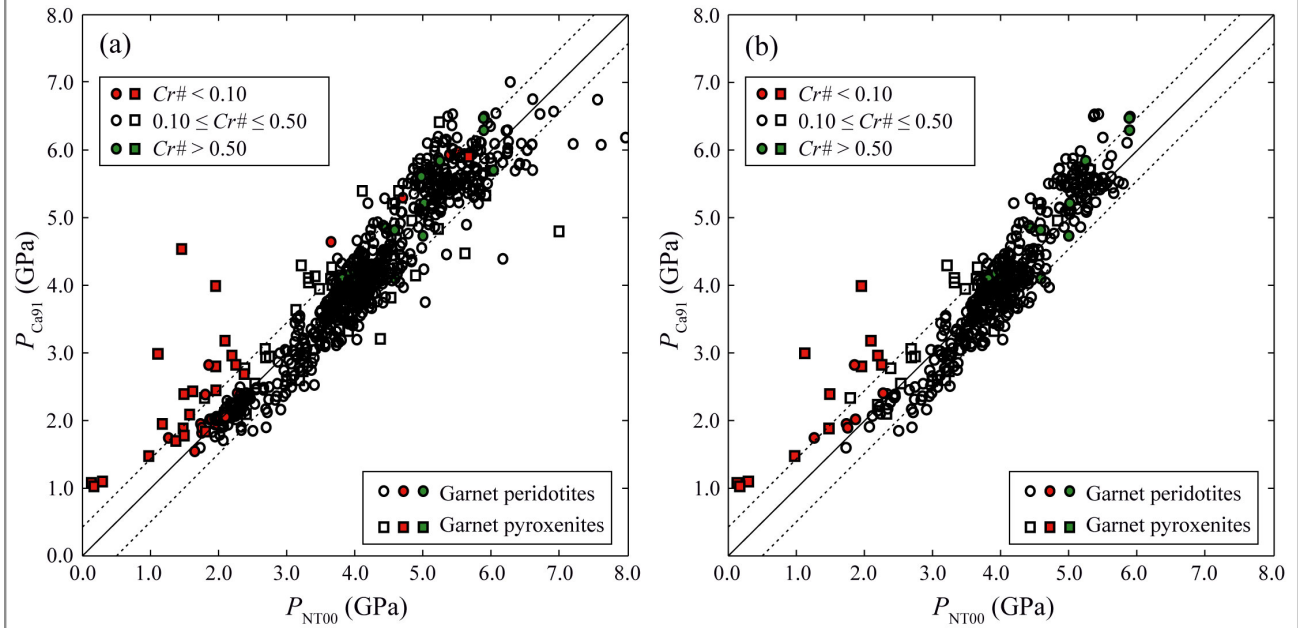 (a)
Cr# < 0.10
0.10 ≤ Cr# ≤ 0.50
Cr# > 0.50
Garnet peridotites
Garnet pyroxenites
8.0
7.0
6.0
5.0
4.0
3.0
2.0
1.0
0.0
P_Ca91 (GPa)
0.0 1.0 2.0 3.0 4.0 5.0 6.0 7.0 8.0
P_NT00 (GPa)
(b)
Cr# < 0.10
0.10 ≤ Cr# ≤ 0.50
Cr# > 0.50
Garnet peridotites
Garnet pyroxenites
8.0
7.0
6.0
5.0
4.0
3.0
2.0
1.0
0.0
P_Ca91 (GPa)
0.0 1.0 2.0 3.0 4.0 5.0 6.0 7.0 8.0
P_NT00 (GPa)